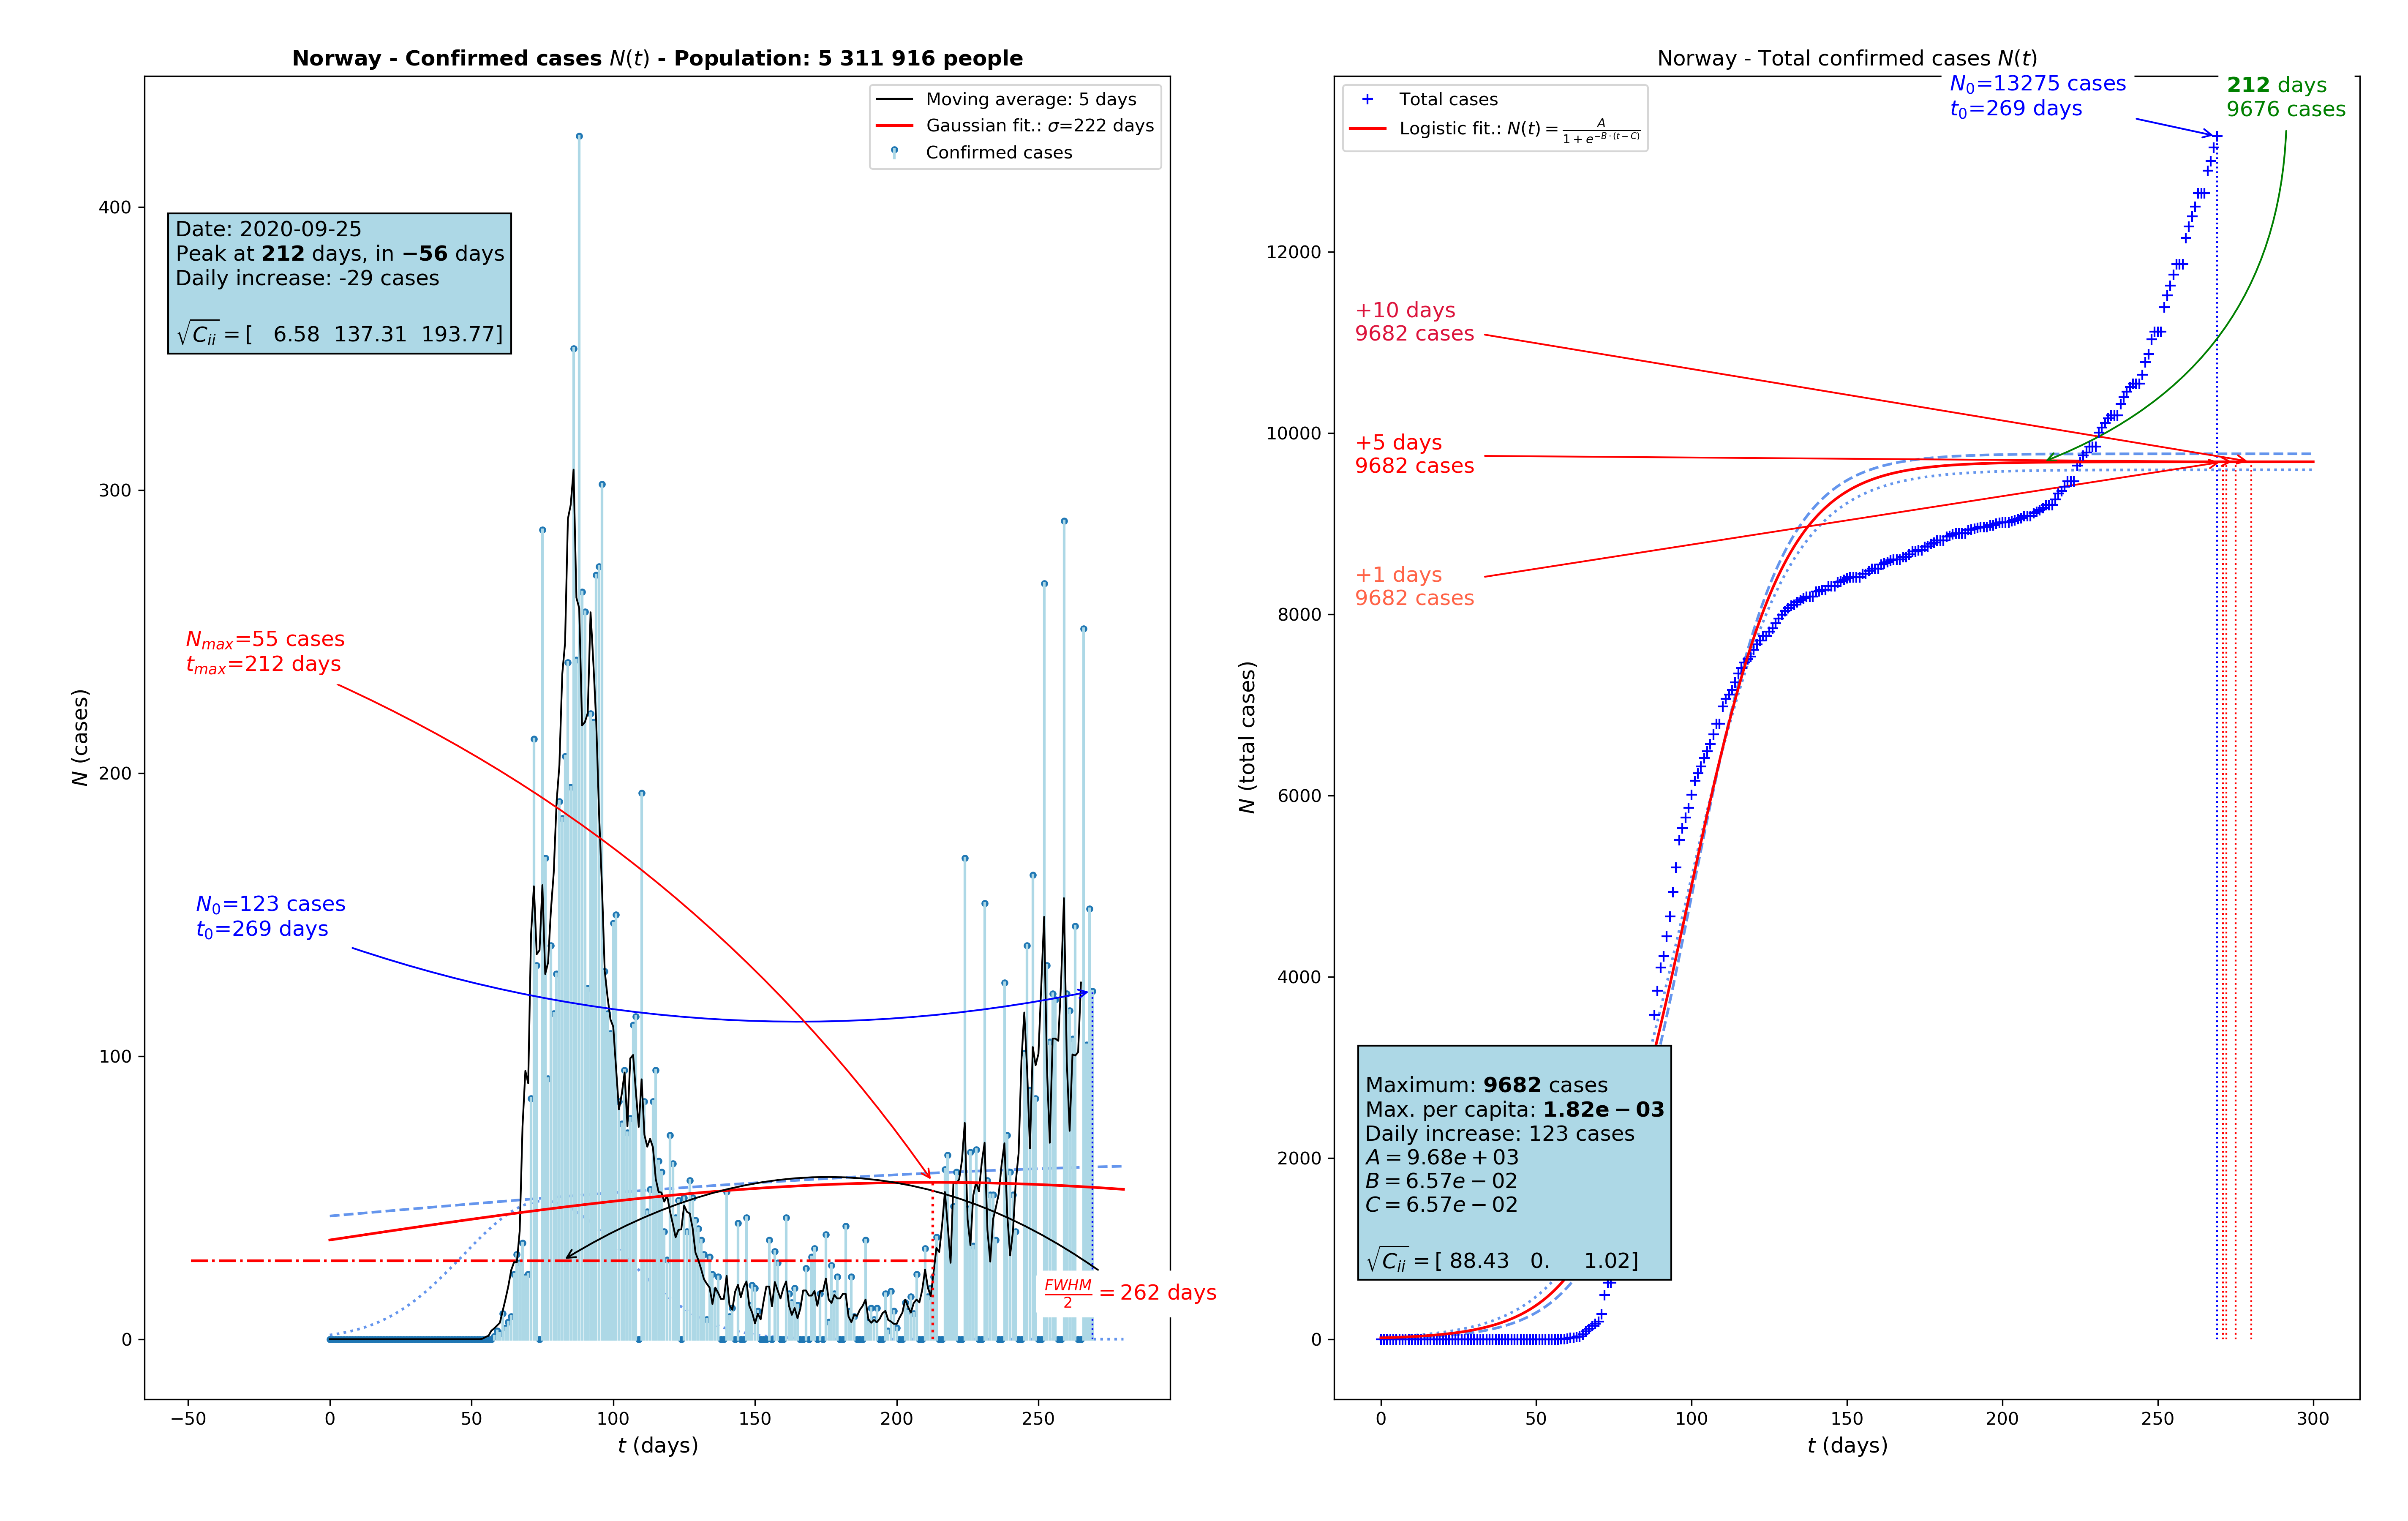 Norway - Confirmed cases N(t) - Population: 5 311 916 people
Moving average: 5 days
Gaussian fit.: σ=222 days
Confirmed cases
Date: 2020-09-25
Peak at 212 days, in −56 days
Daily increase: -29 cases
√C_ii = [ 6.58 137.31 193.77]
N_max=55 cases
t_max=212 days
N_0=123 cases
t_0=269 days
FWHM/2 = 262 days
N (cases)
400
300
200
100
0
−50
0
50
100
150
200
250
t (days)
Norway - Total confirmed cases N(t)
Total cases
Logistic fit.: N(t) = A/(1 + e^{−B·(t−C)})
N_0=13275 cases
t_0=269 days
212 days
9676 cases
+10 days
9682 cases
+5 days
9682 cases
+1 days
9682 cases
Maximum: 9682 cases
Max. per capita: 1.82e − 03
Daily increase: 123 cases
A = 9.68e + 03
B = 6.57e − 02
C = 6.57e − 02
√C_ii = [ 88.43 0. 1.02]
N (total cases)
12000
10000
8000
6000
4000
2000
0
0
50
100
150
200
250
300
t (days)